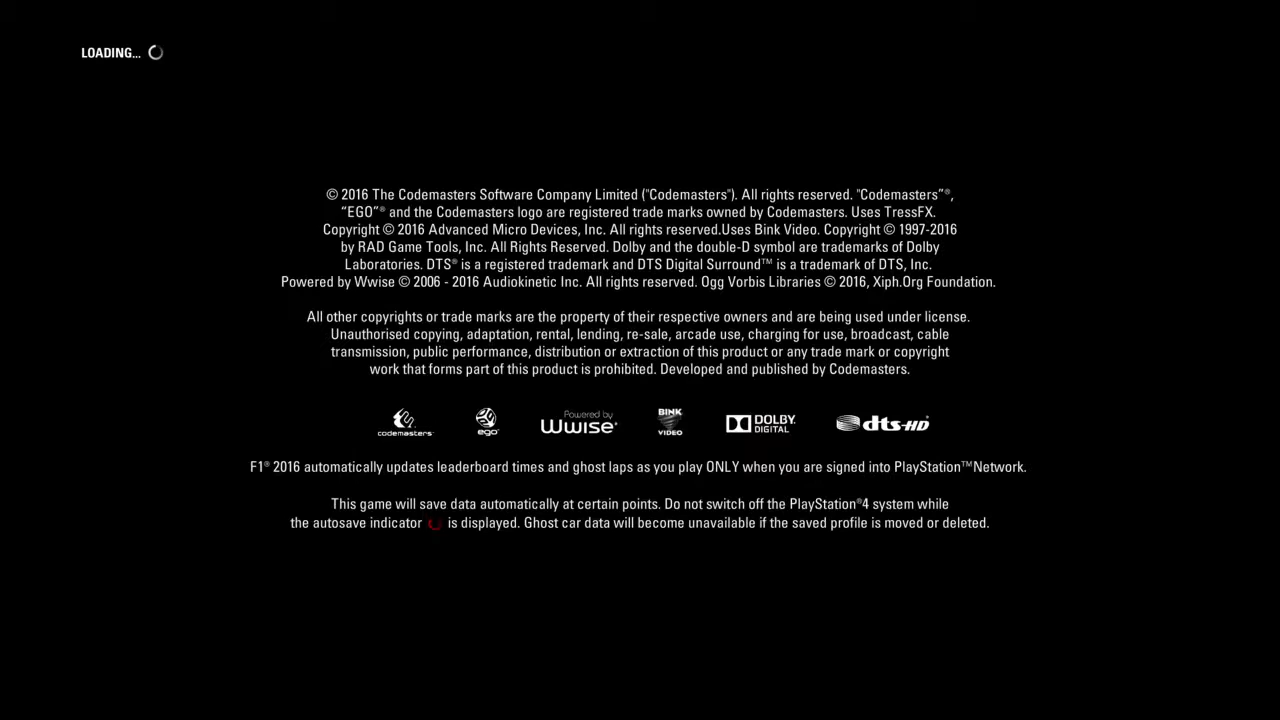 LOADING...
© 2016 The Codemasters Software Company Limited ("Codemasters"). All rights reserved. "Codemasters”®,
“EGO”® and the Codemasters logo are registered trade marks owned by Codemasters. Uses TressFX.
Copyright © 2016 Advanced Micro Devices, Inc. All rights reserved.Uses Bink Video. Copyright © 1997-2016
by RAD Game Tools, Inc. All Rights Reserved. Dolby and the double-D symbol are trademarks of Dolby
Laboratories. DTS® is a registered trademark and DTS Digital Surround™ is a trademark of DTS, Inc.
Powered by Wwise © 2006 - 2016 Audiokinetic Inc. All rights reserved. Ogg Vorbis Libraries © 2016, Xiph.Org Foundation.
All other copyrights or trade marks are the property of their respective owners and are being used under license.
Unauthorised copying, adaptation, rental, lending, re-sale, arcade use, charging for use, broadcast, cable
transmission, public performance, distribution or extraction of this product or any trade mark or copyright
work that forms part of this product is prohibited. Developed and published by Codemasters.
codemasters
ego
Powered by
Wwise
BINK
VIDEO
DOLBY
DIGITAL
dts-HD
F1® 2016 automatically updates leaderboard times and ghost laps as you play ONLY when you are signed into PlayStation™Network.
This game will save data automatically at certain points. Do not switch off the PlayStation®4 system while
the autosave indicator is displayed. Ghost car data will become unavailable if the saved profile is moved or deleted.